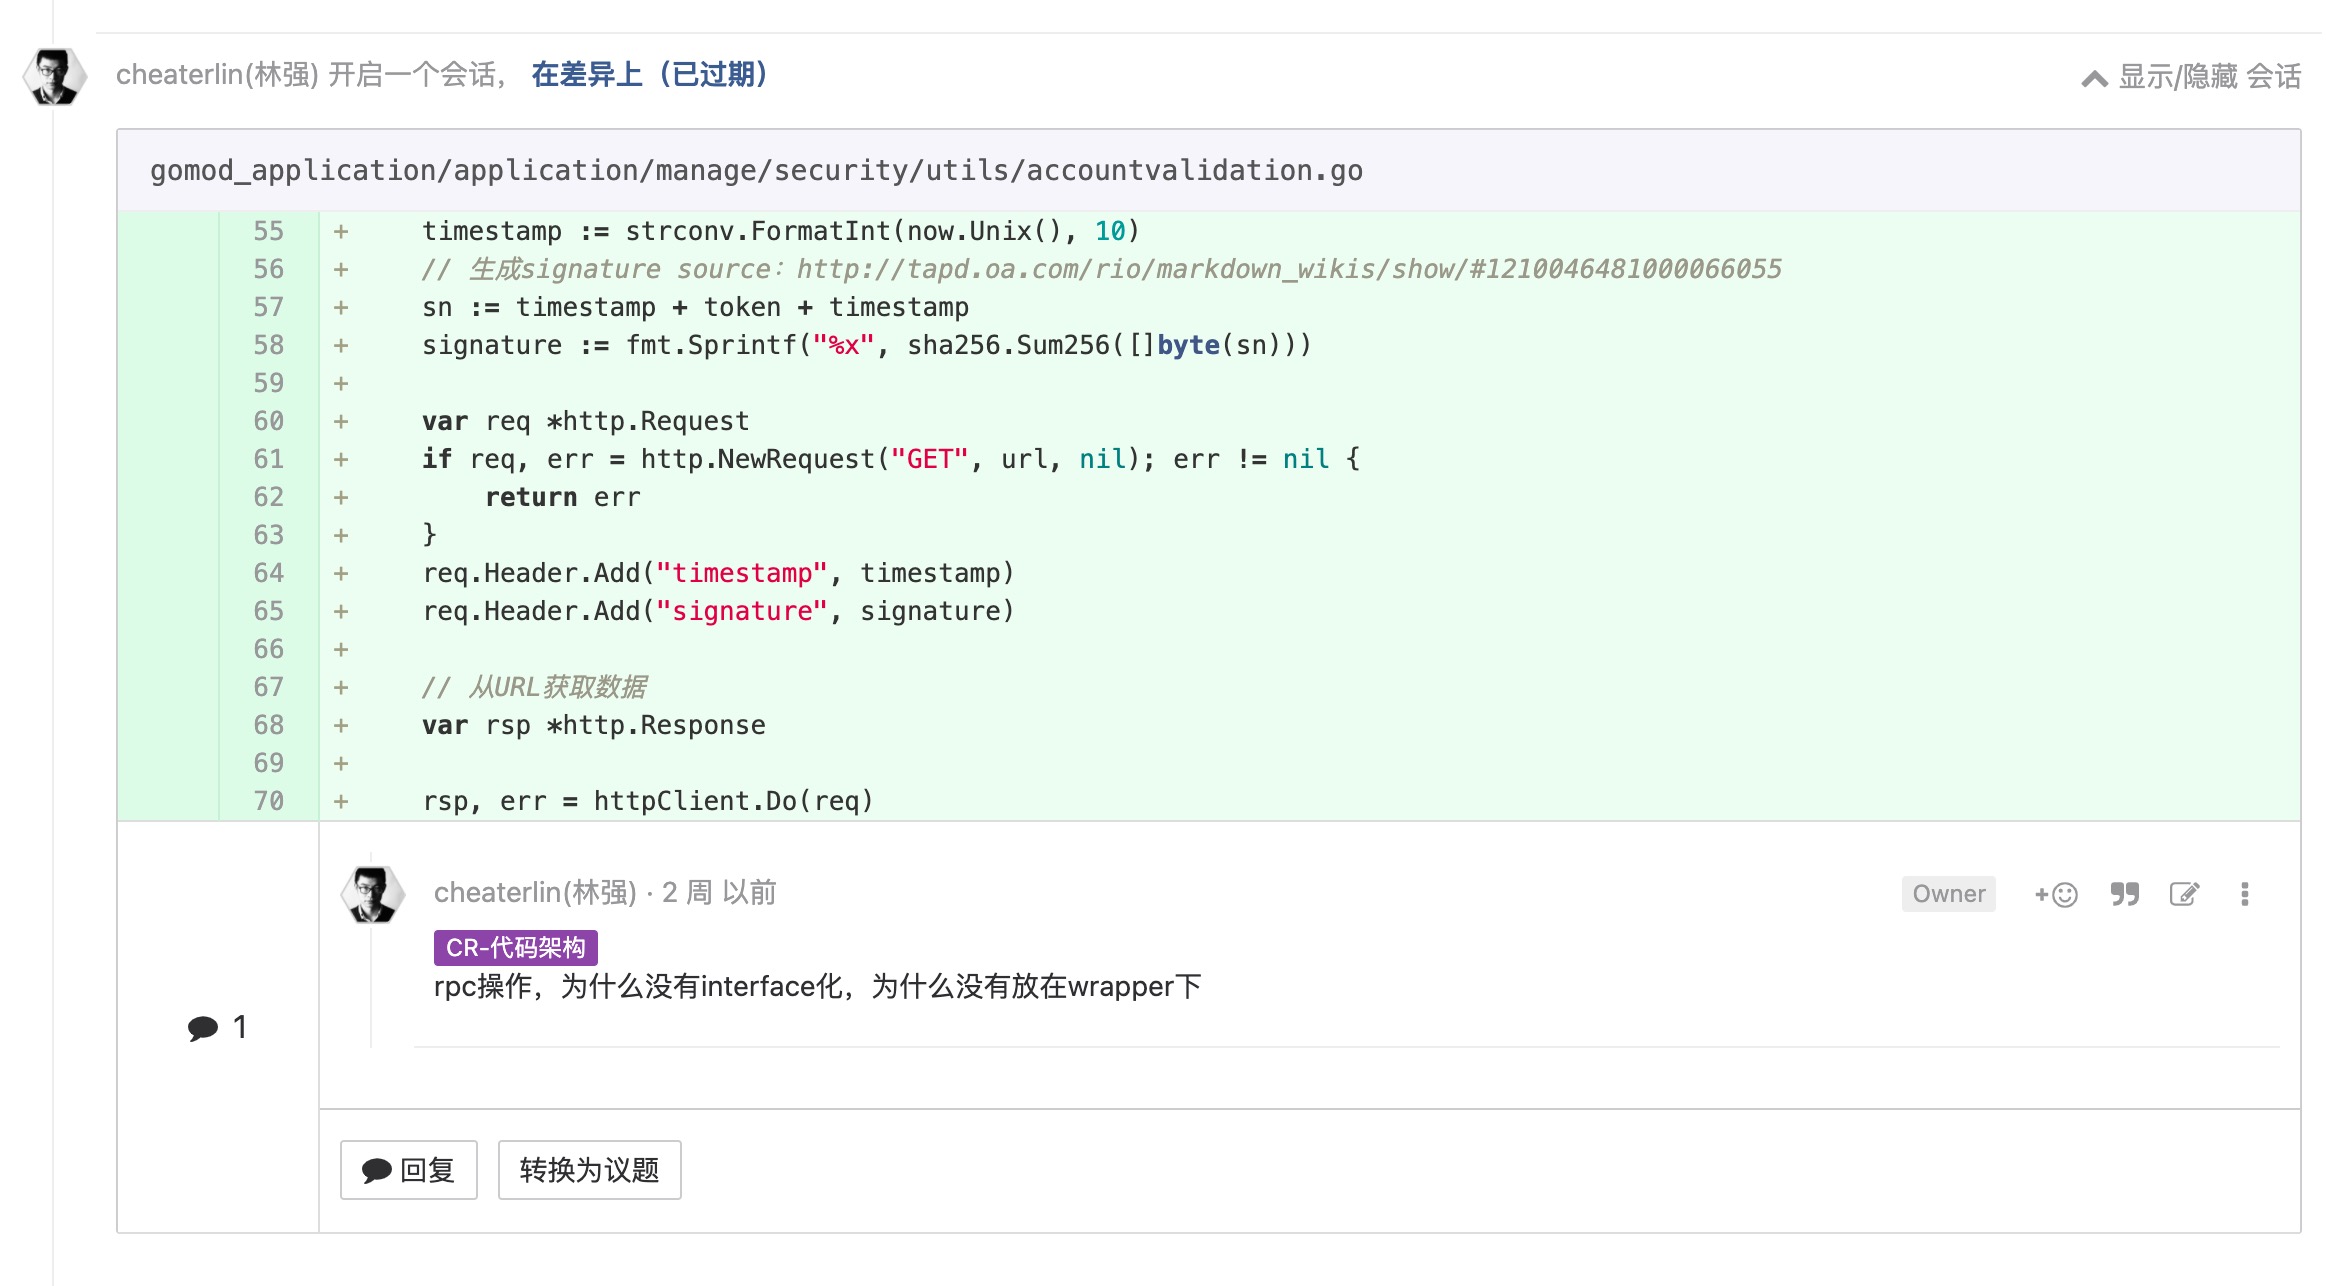 cheaterlin(林强) 开启一个会话， 在差异上（已过期）
显示/隐藏 会话
gomod_application/application/manage/security/utils/accountvalidation.go
55 + timestamp := strconv.FormatInt(now.Unix(), 10)
56 + // 生成signature source：http://tapd.oa.com/rio/markdown_wikis/show/#1210046481000066055
57 + sn := timestamp + token + timestamp
58 + signature := fmt.Sprintf("%x", sha256.Sum256([]byte(sn)))
59 +
60 + var req *http.Request
61 + if req, err = http.NewRequest("GET", url, nil); err != nil {
62 + return err
63 + }
64 + req.Header.Add("timestamp", timestamp)
65 + req.Header.Add("signature", signature)
66 +
67 + // 从URL获取数据
68 + var rsp *http.Response
69 +
70 + rsp, err = httpClient.Do(req)
cheaterlin(林强) · 2 周 以前
Owner
CR-代码架构
rpc操作，为什么没有interface化，为什么没有放在wrapper下
1
回复
转换为议题